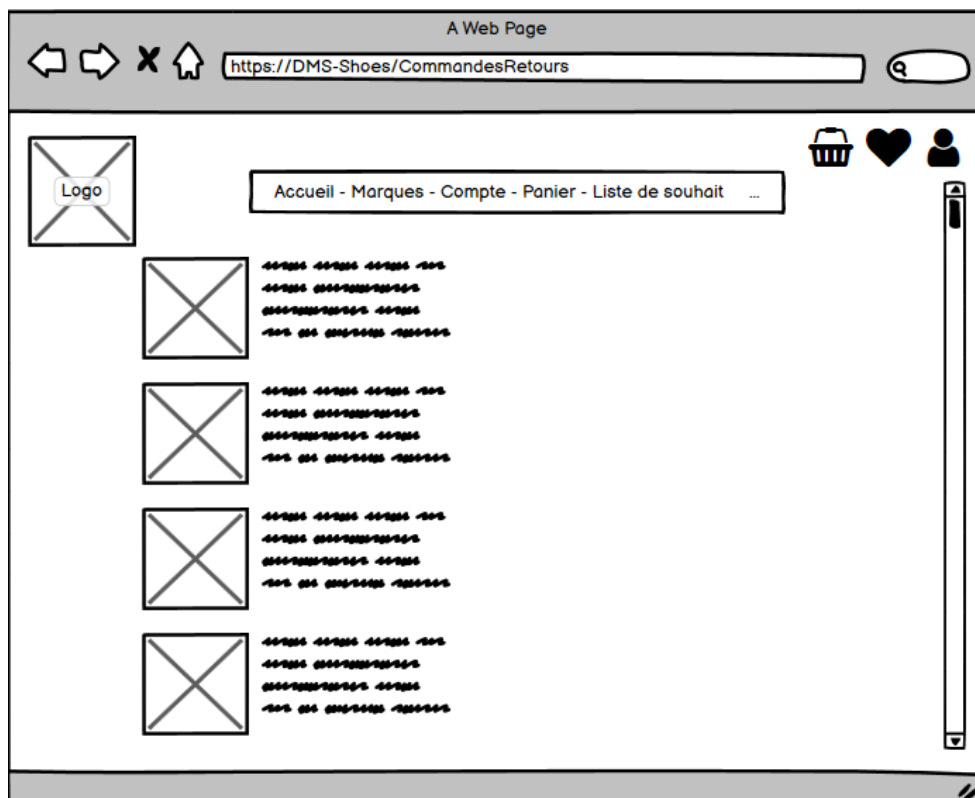 A Web Page
https://DMS-Shoes/CommandesRetours
Logo
Accueil - Marques - Compte - Panier - Liste de souhait ...